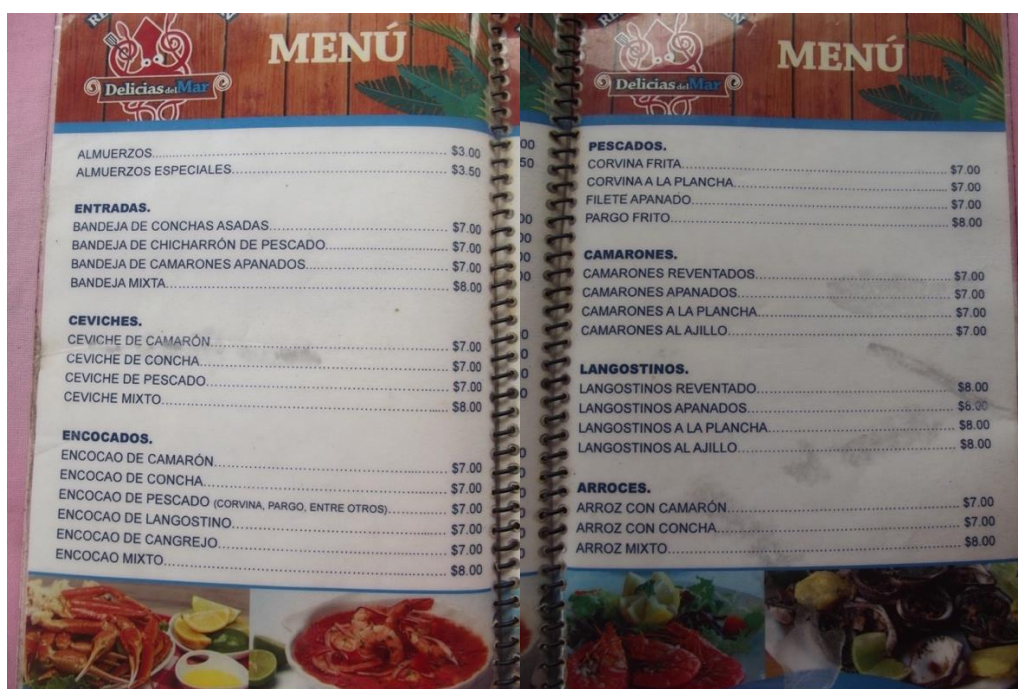 MENÚ
Delicias del Mar
ALMUERZOS $3.00
ALMUERZOS ESPECIALES $3.50
ENTRADAS.
BANDEJA DE CONCHAS ASADAS $7.00
BANDEJA DE CHICHARRÓN DE PESCADO $7.00
BANDEJA DE CAMARONES APANADOS $7.00
BANDEJA MIXTA $8.00
CEVICHES.
CEVICHE DE CAMARÓN $7.00
CEVICHE DE CONCHA $7.00
CEVICHE DE PESCADO $7.00
CEVICHE MIXTO $8.00
ENCOCADOS.
ENCOCAO DE CAMARÓN $7.00
ENCOCAO DE CONCHA $7.00
ENCOCAO DE PESCADO (CORVINA, PARGO, ENTRE OTROS) $7.00
ENCOCAO DE LANGOSTINO $7.00
ENCOCAO DE CANGREJO $7.00
ENCOCAO MIXTO $8.00
MENÚ
Delicias del Mar
PESCADOS.
CORVINA FRITA $7.00
CORVINA A LA PLANCHA $7.00
FILETE APANADO $7.00
PARGO FRITO $8.00
CAMARONES.
CAMARONES REVENTADOS $7.00
CAMARONES APANADOS $7.00
CAMARONES A LA PLANCHA $7.00
CAMARONES AL AJILLO $7.00
LANGOSTINOS.
LANGOSTINOS REVENTADO $8.00
LANGOSTINOS APANADOS $8.00
LANGOSTINOS A LA PLANCHA $8.00
LANGOSTINOS AL AJILLO $8.00
ARROCES.
ARROZ CON CAMARÓN $7.00
ARROZ CON CONCHA $7.00
ARROZ MIXTO $8.00